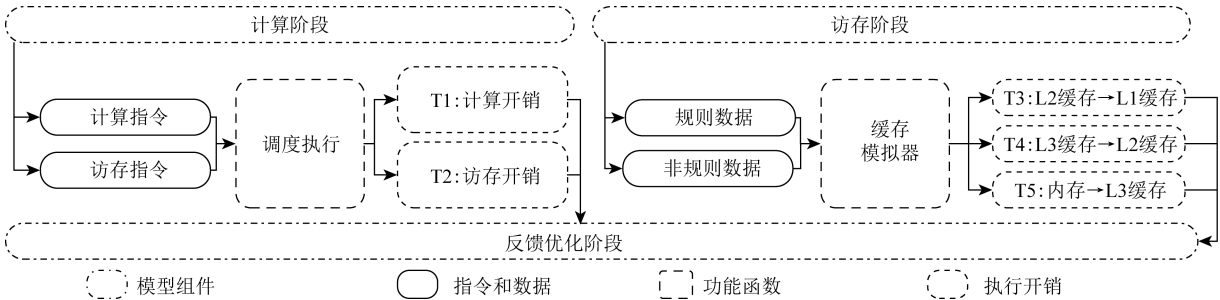 计算阶段
访存阶段
计算指令
访存指令
调度执行
T1:计算开销
T2:访存开销
规则数据
非规则数据
缓存
模拟器
T3:L2缓存→L1缓存
T4:L3缓存→L2缓存
T5:内存→L3缓存
反馈优化阶段
模型组件
指令和数据
功能函数
执行开销